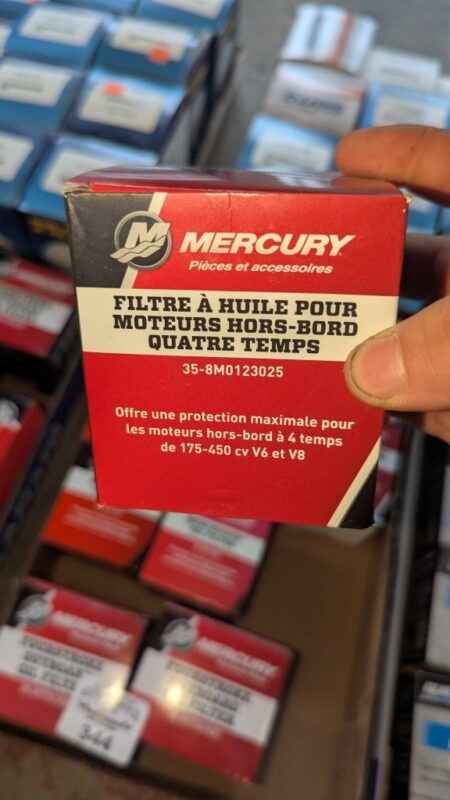 MERCURY
Pièces et accessoires
FILTRE À HUILE POUR
MOTEURS HORS-BORD
QUATRE TEMPS
35-8M0123025
Offre une protection maximale pour
les moteurs hors-bord à 4 temps
de 175-450 cv V6 et V8
MERCURY
MERCURY
344